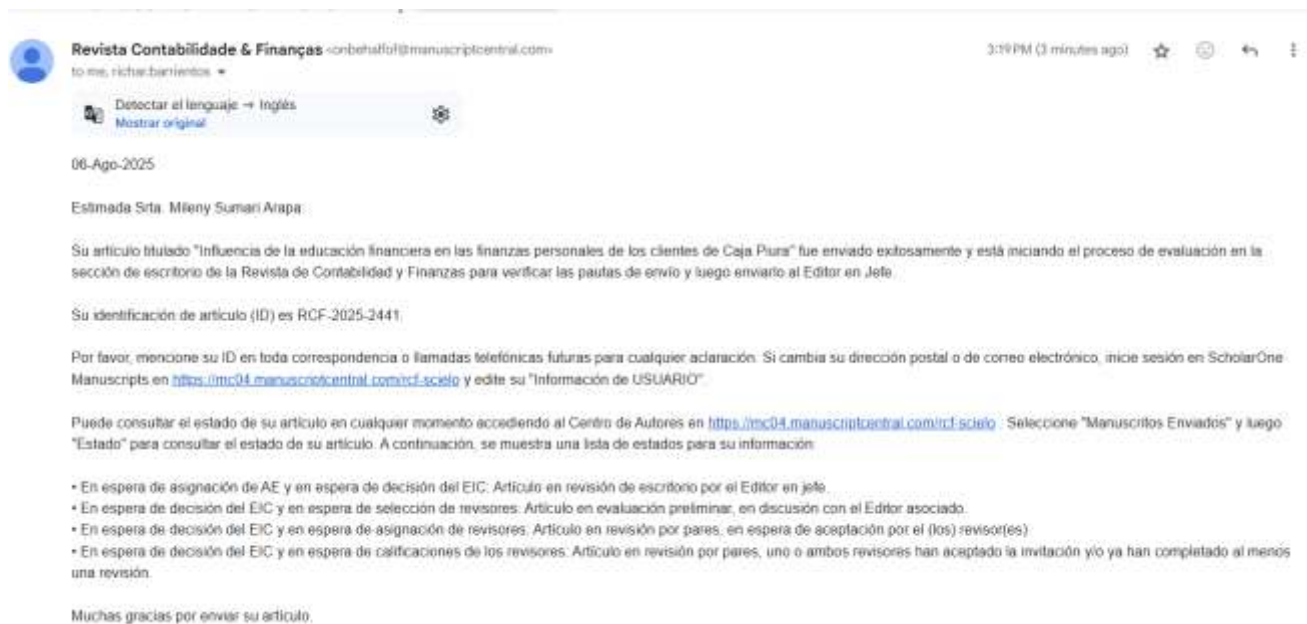 Revista Contabilidade & Finanças <onbehalfof@manuscriptcentral.com>
3:19 PM (3 minutes ago)
to me, richar.barrientos
Detectar el lenguaje → Inglés
Mostrar original
06-Ago-2025
Estimada Srta. Mileny Sumari Arapa:
Su artículo titulado "Influencia de la educación financiera en las finanzas personales de los clientes de Caja Piura" fue enviado exitosamente y está iniciando el proceso de evaluación en la
sección de escritorio de la Revista de Contabilidad y Finanzas para verificar las pautas de envío y luego enviarlo al Editor en Jefe.
Su identificación de artículo (ID) es RCF-2025-2441.
Por favor, mencione su ID en toda correspondencia o llamadas telefónicas futuras para cualquier aclaración. Si cambia su dirección postal o de correo electrónico, inicie sesión en ScholarOne
Manuscripts en https://mc04.manuscriptcentral.com/rcf-scielo y edite su "Información de USUARIO".
Puede consultar el estado de su artículo en cualquier momento accediendo al Centro de Autores en https://mc04.manuscriptcentral.com/rcf-scielo . Seleccione "Manuscritos Enviados" y luego
"Estado" para consultar el estado de su artículo. A continuación, se muestra una lista de estados para su información:
• En espera de asignación de AE y en espera de decisión del EIC: Artículo en revisión de escritorio por el Editor en jefe.
• En espera de decisión del EIC y en espera de selección de revisores: Artículo en evaluación preliminar, en discusión con el Editor asociado.
• En espera de decisión del EIC y en espera de asignación de revisores: Artículo en revisión por pares, en espera de aceptación por el (los) revisor(es)
• En espera de decisión del EIC y en espera de calificaciones de los revisores: Artículo en revisión por pares, uno o ambos revisores han aceptado la invitación y/o ya han completado al menos
una revisión.
Muchas gracias por enviar su artículo.